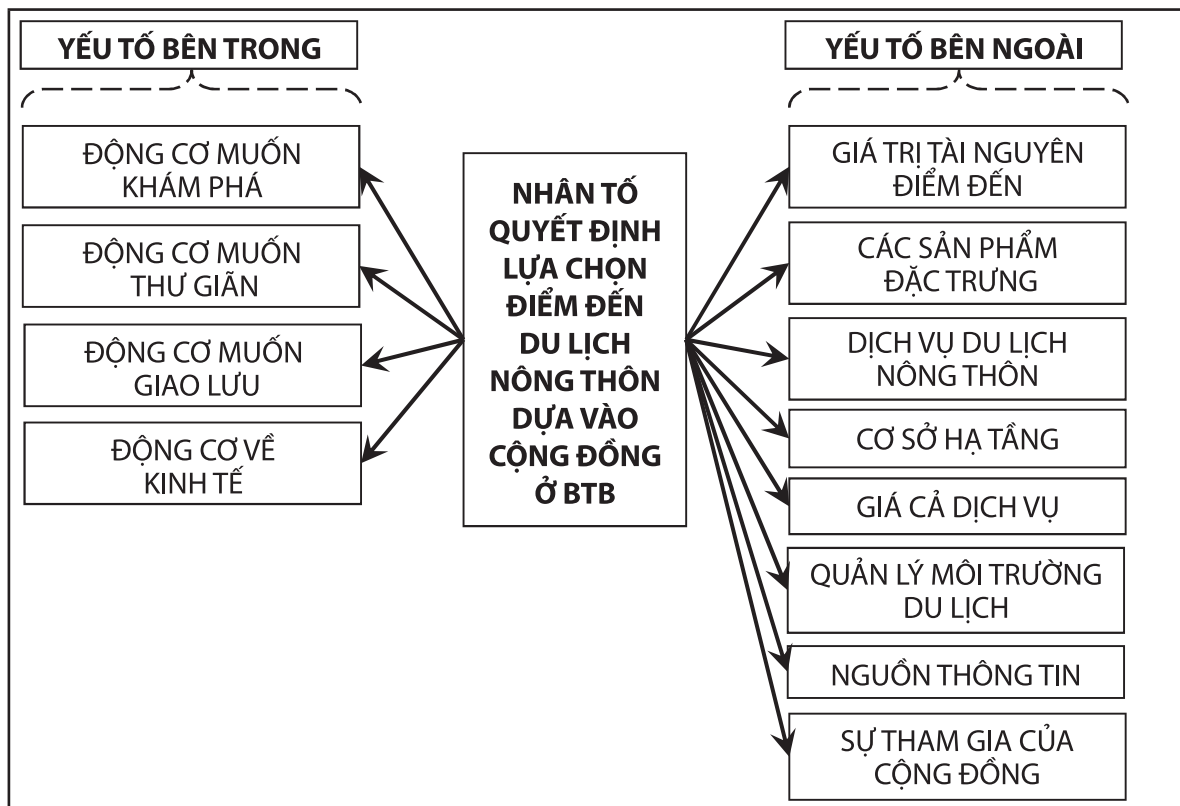 YẾU TỐ BÊN TRONG
ĐỘNG CƠ MUỐN
KHÁM PHÁ
ĐỘNG CƠ MUỐN
THƯ GIÃN
ĐỘNG CƠ MUỐN
GIAO LƯU
ĐỘNG CƠ VỀ
KINH TẾ
NHÂN TỐ
QUYẾT ĐỊNH
LỰA CHỌN
ĐIỂM ĐẾN
DU LỊCH
NÔNG THÔN
DỰA VÀO
CỘNG ĐỒNG
Ở BTB
YẾU TỐ BÊN NGOÀI
GIÁ TRỊ TÀI NGUYÊN
ĐIỂM ĐẾN
CÁC SẢN PHẨM
ĐẶC TRƯNG
DỊCH VỤ DU LỊCH
NÔNG THÔN
CƠ SỞ HẠ TẦNG
GIÁ CẢ DỊCH VỤ
QUẢN LÝ MÔI TRƯỜNG
DU LỊCH
NGUỒN THÔNG TIN
SỰ THAM GIA CỦA
CỘNG ĐỒNG